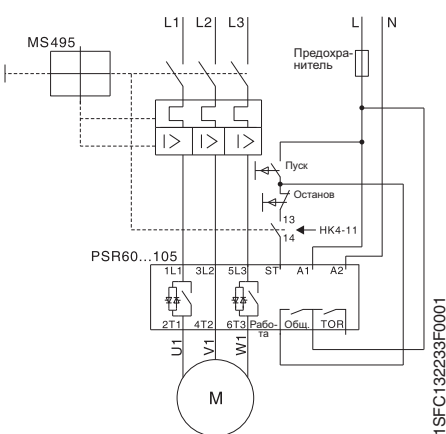 L1 L2 L3 L N
MS495
Предохра-
нитель
I> I> I>
Пуск
Останов
13
14
HK4-11
PSR60...105
1L1 3L2 5L3 ST A1 A2
2T1 4T2 6T3 Рабо-
та Общ. TOR
U1 V1 W1
M
1SFC132233F0001